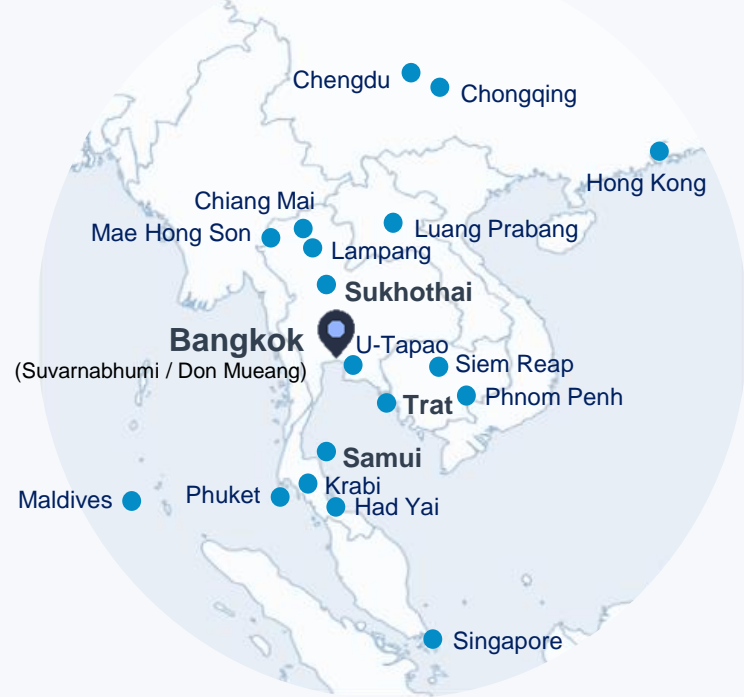 Chengdu
Chongqing
Hong Kong
Chiang Mai
Mae Hong Son
Luang Prabang
Lampang
Sukhothai
Bangkok
U-Tapao
(Suvarnabhumi / Don Mueang)
Siem Reap
Trat
Phnom Penh
Samui
Krabi
Phuket
Maldives
Had Yai
Singapore